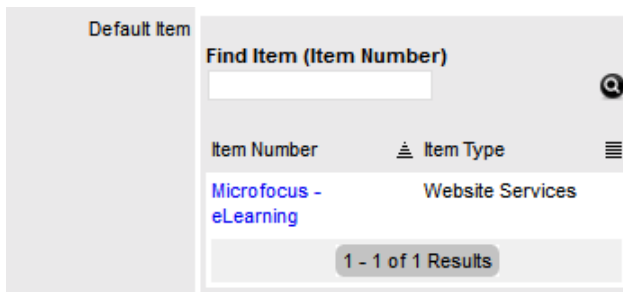 Default Item
Find Item (Item Number)
Item Number Item Type
Microfocus - Website Services
eLearning
1 - 1 of 1 Results